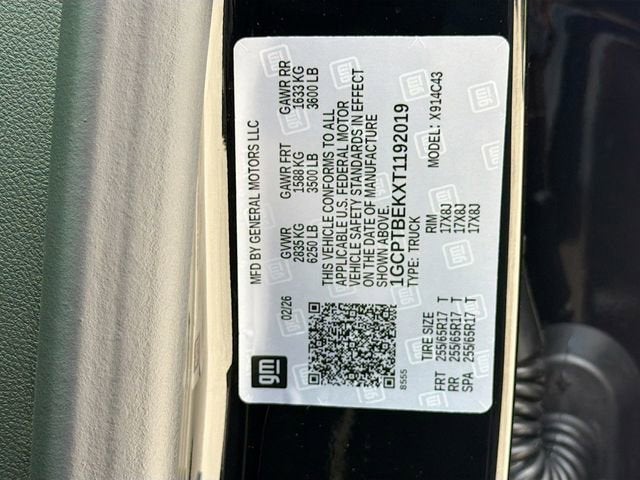 MFD BY GENERAL MOTORS LLC
gm
02/26
GVWR GAWR FRT GAWR RR
2835 KG 1588 KG 1633 KG
6250 LB 3500 LB 3600 LB
THIS VEHICLE CONFORMS TO ALL
APPLICABLE U.S. FEDERAL MOTOR
VEHICLE SAFETY STANDARDS IN EFFECT
ON THE DATE OF MANUFACTURE
SHOWN ABOVE.
1GCPTBEKXT1192019
8555
TYPE: TRUCK MODEL: X914C43
TIRE SIZE RIM
FRT 255/65R17 T 17X8J
RR 255/65R17 T 17X8J
SPA 255/65R17 T 17X8J